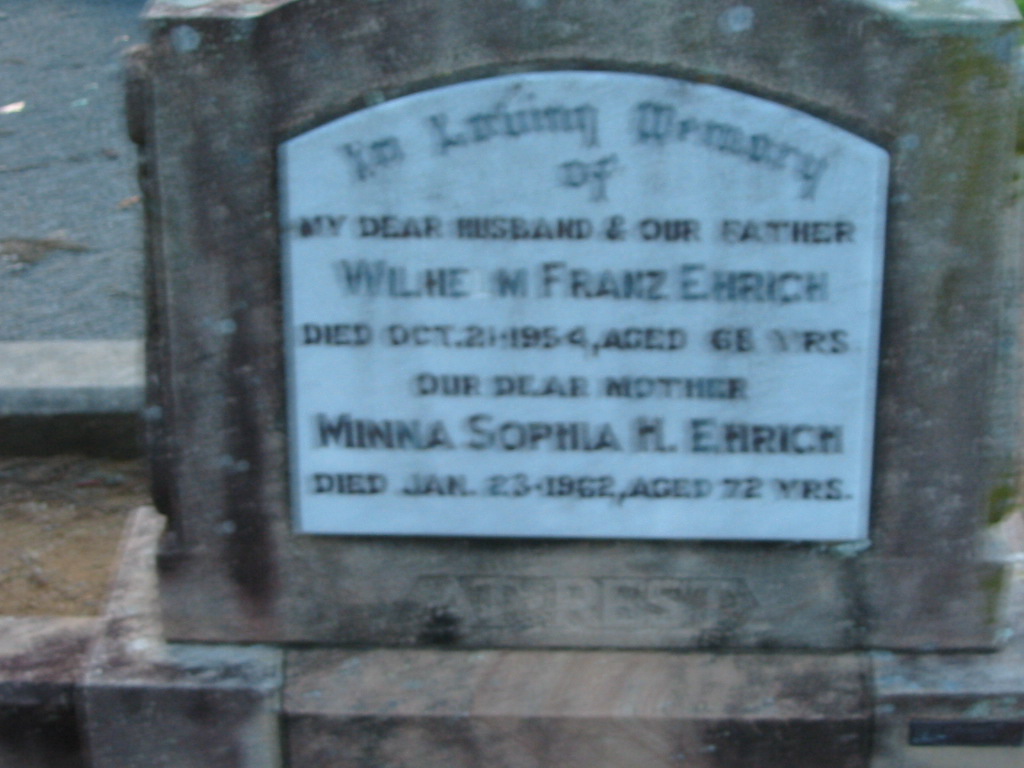 In Loving Memory
of
MY DEAR HUSBAND & OUR FATHER
WILHELM FRANZ EHRICH
DIED OCT. 21-1954, AGED 68 YRS
OUR DEAR MOTHER
MINNA SOPHIA H. EHRICH
DIED JAN. 23-1962, AGED 72 YRS.
AT REST